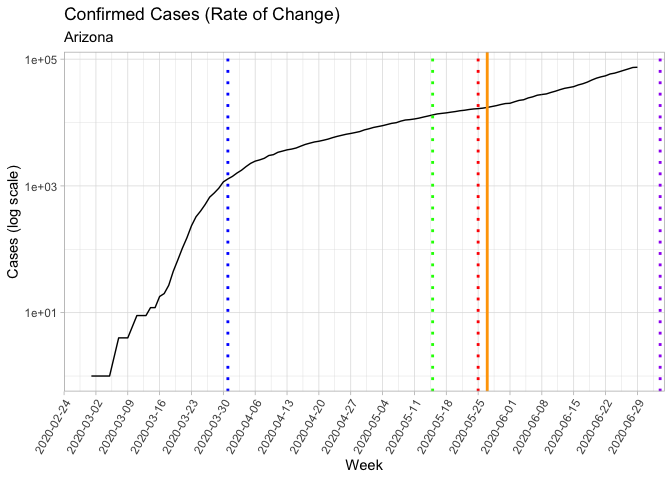 Confirmed Cases (Rate of Change)
Arizona
Cases (log scale)
1e+05
1e+03
1e+01
2020-02-24
2020-03-02
2020-03-09
2020-03-16
2020-03-23
2020-03-30
2020-04-06
2020-04-13
2020-04-20
2020-04-27
2020-05-04
2020-05-11
2020-05-18
2020-05-25
2020-06-01
2020-06-08
2020-06-15
2020-06-22
2020-06-29
Week